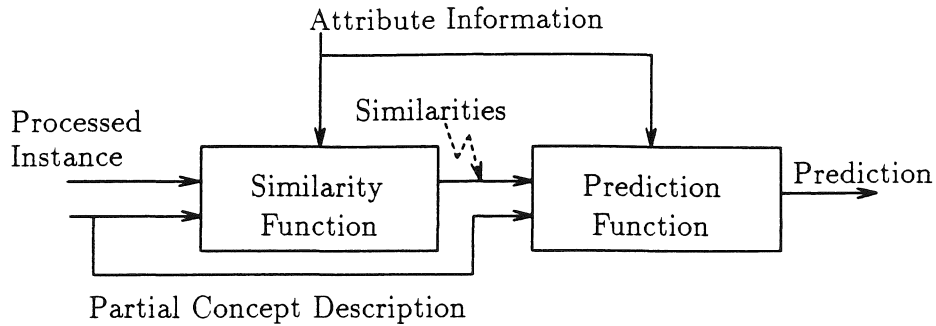 Attribute Information
Similarities
Processed
Instance
Similarity
Function
Prediction
Function
Prediction
Partial Concept Description